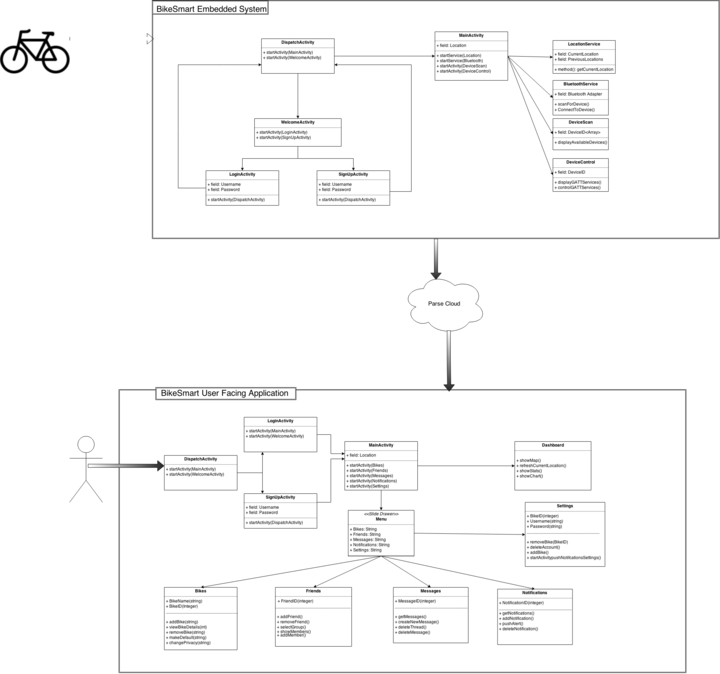 BikeSmart Embedded System
DispatchActivity
+ startActivity(MainActivity)
+ startActivity(WelcomeActivity)
MainActivity
+ field: Location
+ startService(Location)
+ startService(Bluetooth)
+ startActivity(DeviceScan)
+ startActivity(DeviceControl)
LocationService
+ field: CurrentLocation
+ field: PreviousLocations
+ method(): getCurrentLocation
BluetoothService
+ field: Bluetooth Adapter
+ scanForDevice()
+ ConnectToDevice()
DeviceScan
+ field: DeviceID<Array>
+ displayAvailableDevices()
DeviceControl
+ field: DeviceID
+ displayGATTServices()
+ controlGATTServices()
WelcomeActivity
+ startActivity(LoginActivity)
+ startActivity(SignUpActivity)
LoginActivity
+ field: Username
+ field: Password
+ startActivity(DispatchActivity)
SignUpActivity
+ field: Username
+ field: Password
+ startActivity(DispatchActivity)
Parse Cloud
BikeSmart User Facing Application
LoginActivity
+ startActivity(MainActivity)
+ startActivity(WelcomeActivity)
DispatchActivity
+ startActivity(MainActivity)
+ startActivity(WelcomeActivity)
SignUpActivity
+ field: Username
+ field: Password
+ startActivity(DispatchActivity)
MainActivity
+ field: Location
+ startActivity(Bikes)
+ startActivity(Friends)
+ startActivity(Messages)
+ startActivity(Notifications)
+ startActivity(Settings)
Dashboard
+ showMap()
+ refreshCurrentLocation()
+ showStats()
+ showChart()
<<Slide Drawer>>
Menu
+ Bikes: String
+ Friends: String
+ Messages: String
+ Notifications: String
+ Settings: String
Settings
+ BikeID(Integer)
+ Username(string)
+ Password(string)
+ removeBike(BikeID)
+ deleteAccount()
+ addBike()
+ startActivity(pushNotificationsSettings)
Bikes
+ BikeName(string)
+ BikeID(Integer)
+ addBike(string)
+ viewBikeDetails(int)
+ removeBike(string)
+ makeDefault(string)
+ changePrivacy(string)
Friends
+ FriendID(Integer)
+ addFriend()
+ removeFriend()
+ selectGroup()
+ showMembers()
+ addMember()
Messages
+ MessageID(Integer)
+ getMessages()
+ createNewMessage()
+ deleteThread()
+ deleteMessage()
Notifications
+ NotificationID(Integer)
+ getNotifications()
+ addNotification()
+ pushAlert()
+ deleteNotification()